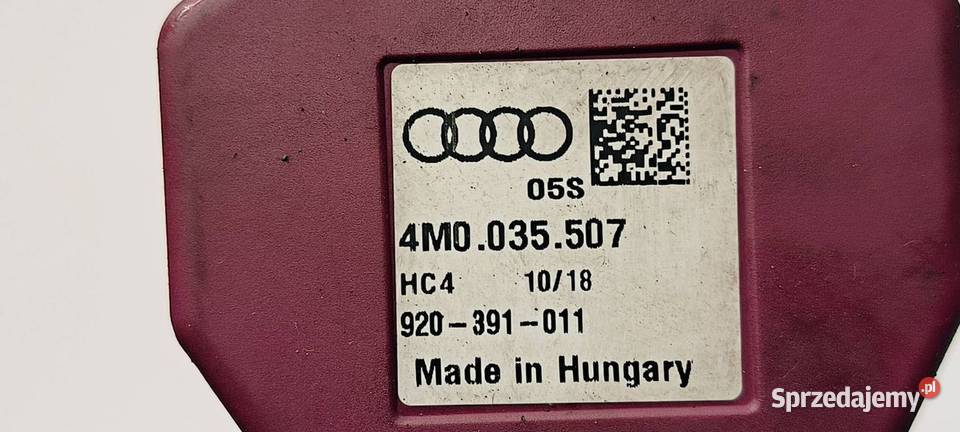 05S
4M0.035.507
HC4 10/18
920-391-011
Made in Hungary
Sprzedajemy.pl